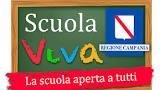 Scuola
Viva
REGIONE CAMPANIA
La scuola aperta a tutti